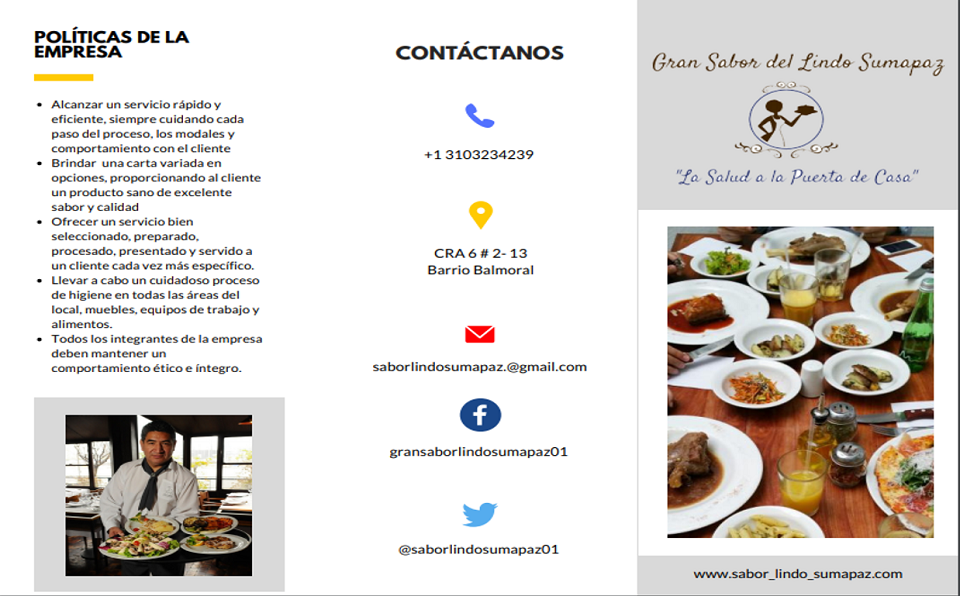 POLÍTICAS DE LA
EMPRESA
• Alcanzar un servicio rápido y
eficiente, siempre cuidando cada
paso del proceso, los modales y
comportamiento con el cliente
• Brindar una carta variada en
opciones, proporcionando al cliente
un producto sano de excelente
sabor y calidad
• Ofrecer un servicio bien
seleccionado, preparado,
procesado, presentado y servido a
un cliente cada vez más específico.
• Llevar a cabo un cuidadoso proceso
de higiene en todas las áreas del
local, muebles, equipos de trabajo y
alimentos.
• Todos los integrantes de la empresa
deben mantener un
comportamiento ético e íntegro.
CONTÁCTANOS
+1 3103234239
CRA 6 # 2- 13
Barrio Balmoral
saborlindosumapaz.@gmail.com
gransaborlindosumapaz01
@saborlindosumapaz01
Gran Sabor del Lindo Sumapaz
"La Salud a la Puerta de Casa"
www.sabor_lindo_sumapaz.com